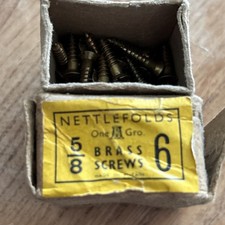 NETTLEFOLDS
One Gro.
5/8 BRASS 6
SCREWS